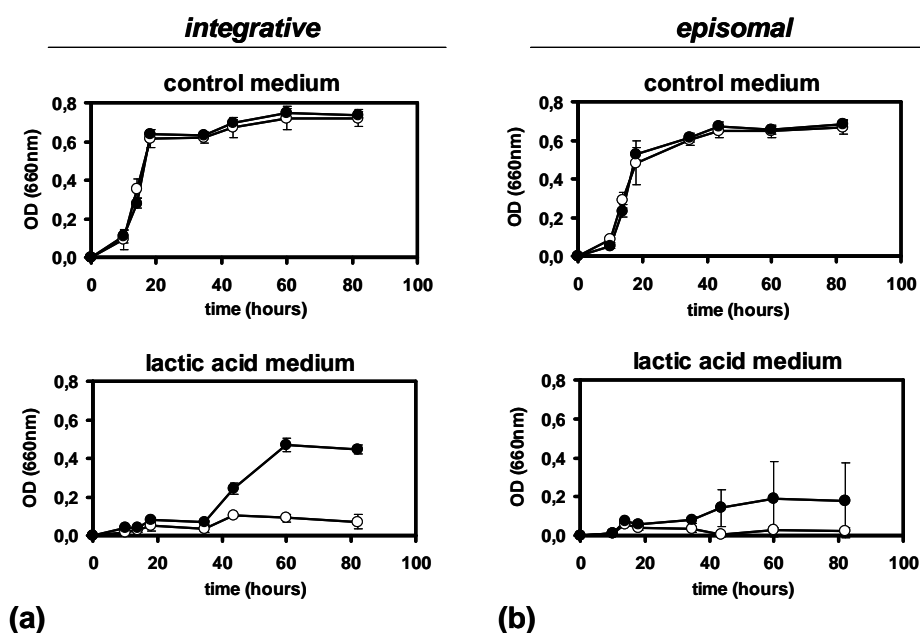 integrative
control medium
0,8
0,6
0,4
0,2
0,0
OD (660nm)
0 20 40 60 80 100
time (hours)
lactic acid medium
0,8
0,6
0,4
0,2
0,0
OD (660nm)
0 20 40 60 80 100
time (hours)
(a)
episomal
control medium
0,8
0,6
0,4
0,2
0,0
OD (660nm
0 20 40 60 80 100
time (hours)
lactic acid medium
0,8
0,6
0,4
0,2
0,0
OD (660nm)
0 20 40 60 80 100
time (hours)
(b)